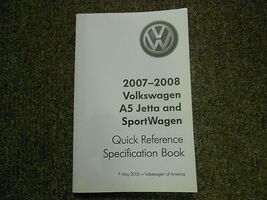 2007–2008
Volkswagen
A5 Jetta and
SportWagen
Quick Reference
Specification Book
© May 2008 – Volkswagen of America